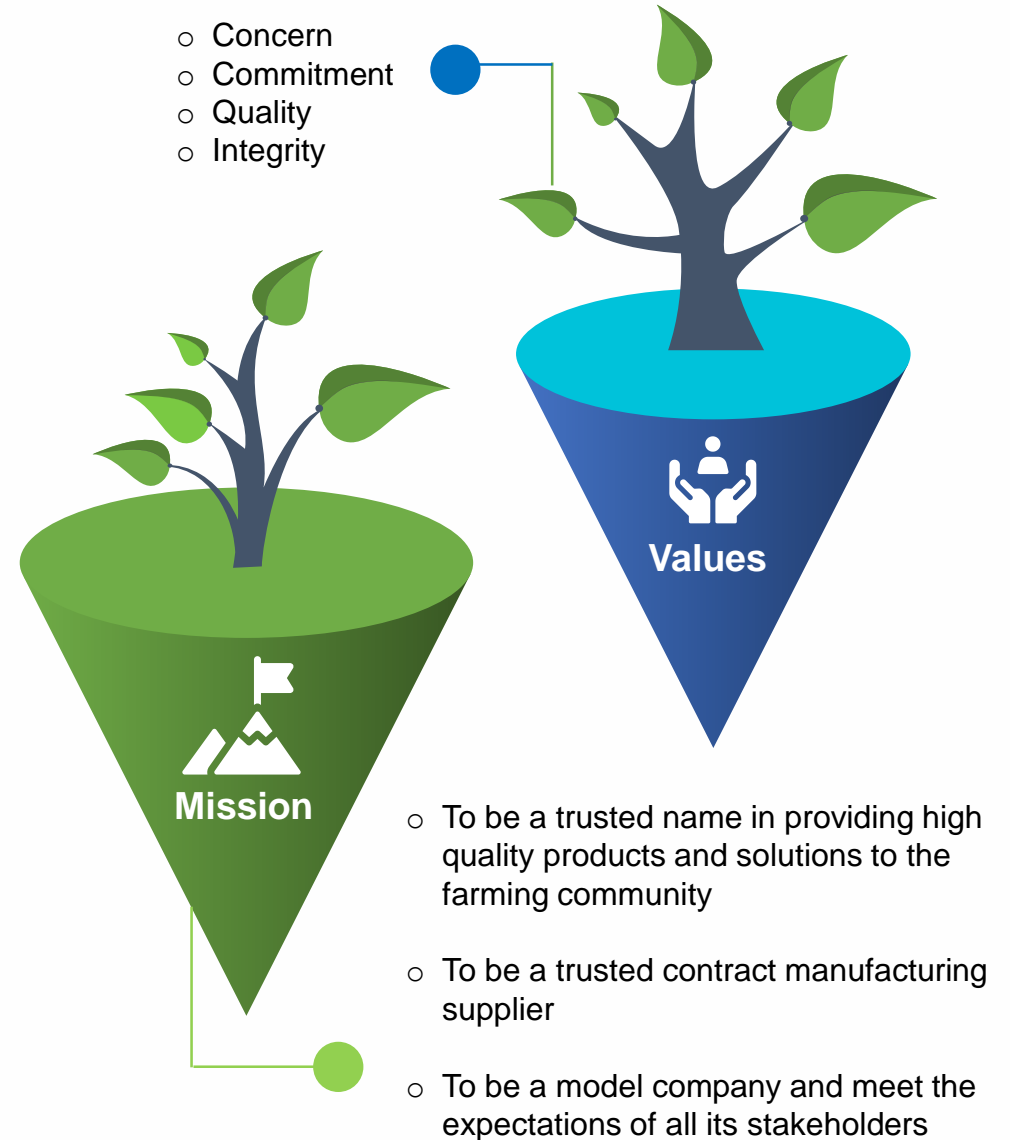 ○ Concern
○ Commitment
○ Quality
○ Integrity
Values
Mission
○ To be a trusted name in providing high
quality products and solutions to the
farming community
○ To be a trusted contract manufacturing
supplier
○ To be a model company and meet the
expectations of all its stakeholders